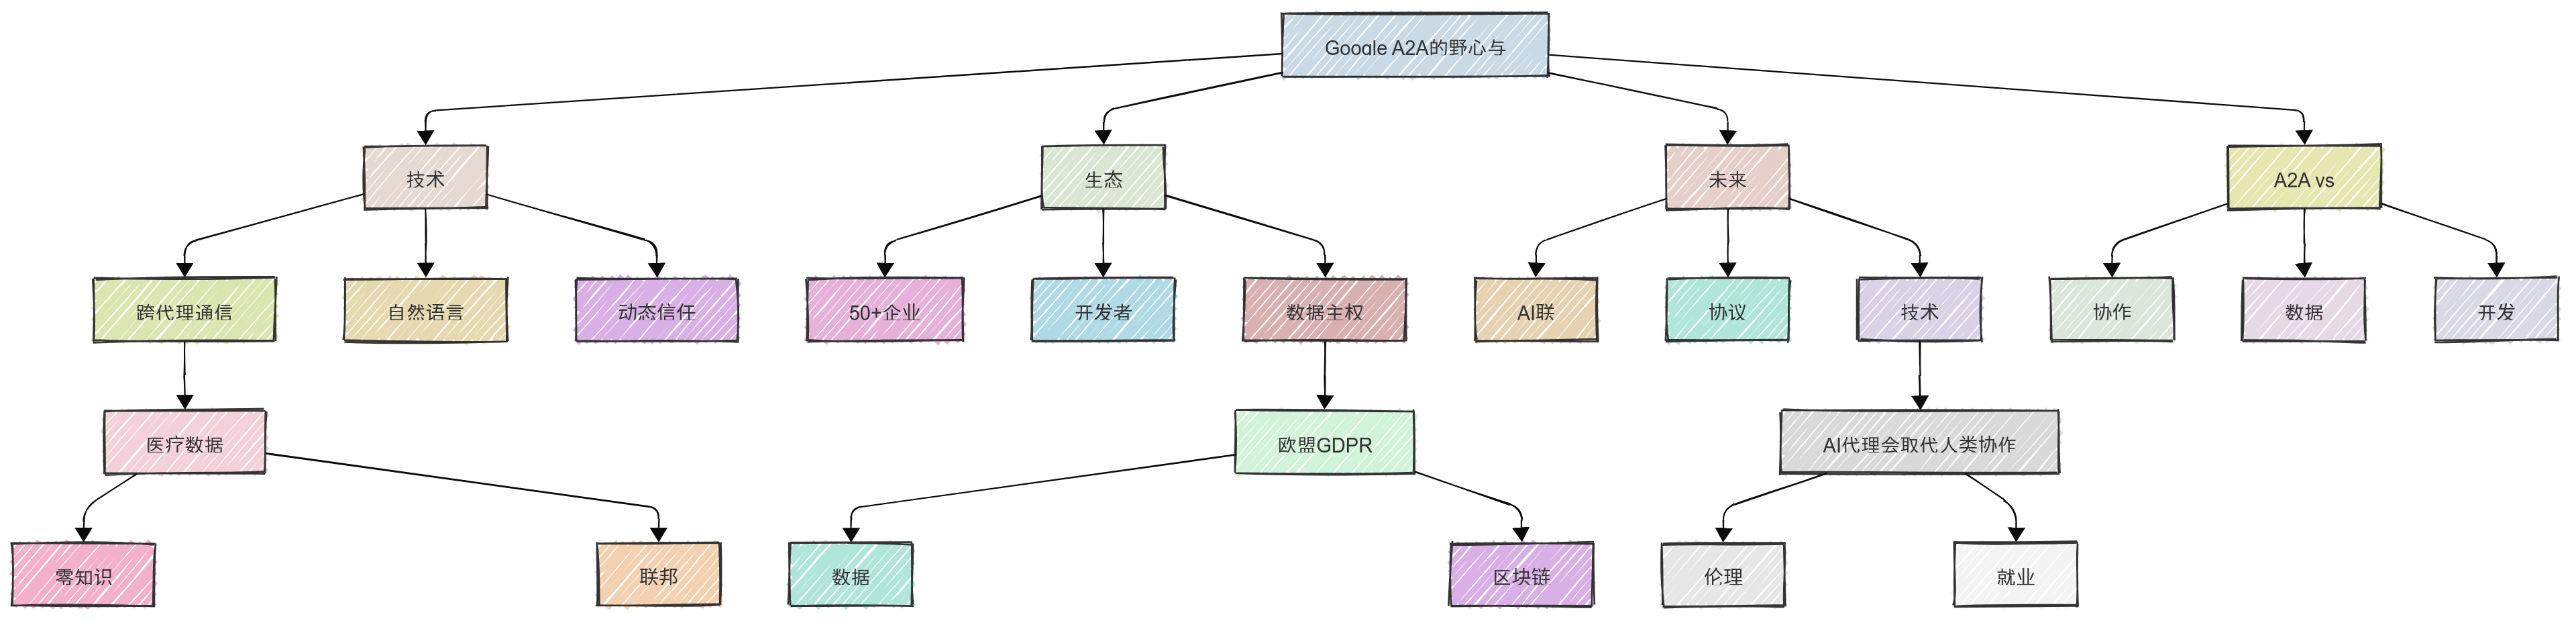 Google A2A的野心与
技术
生态
未来
A2A vs
跨代理通信
自然语言
动态信任
50+企业
开发者
数据主权
AI联
协议
技术
协作
数据
开发
医疗数据
欧盟GDPR
AI代理会取代人类协作
零知识
联邦
数据
区块链
伦理
就业